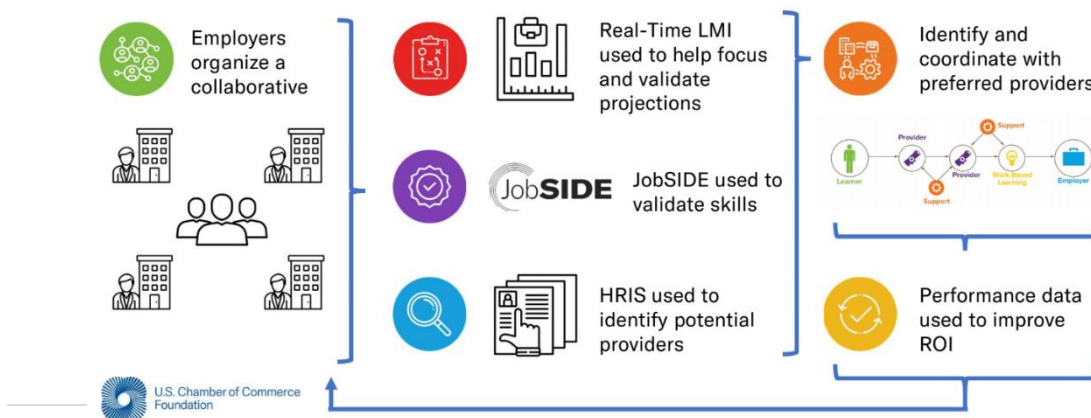 Employers
organize a
collaborative
Real-Time LMI
used to help focus
and validate
projections
JobSIDE
JobSIDE used to
validate skills
HRIS used to
identify potential
providers
Identify and
coordinate with
preferred providers
Support
Provider
Learner
Provider
Support
Work-Based
Learning
Employer
Performance data
used to improve
ROI
U.S. Chamber of Commerce
Foundation